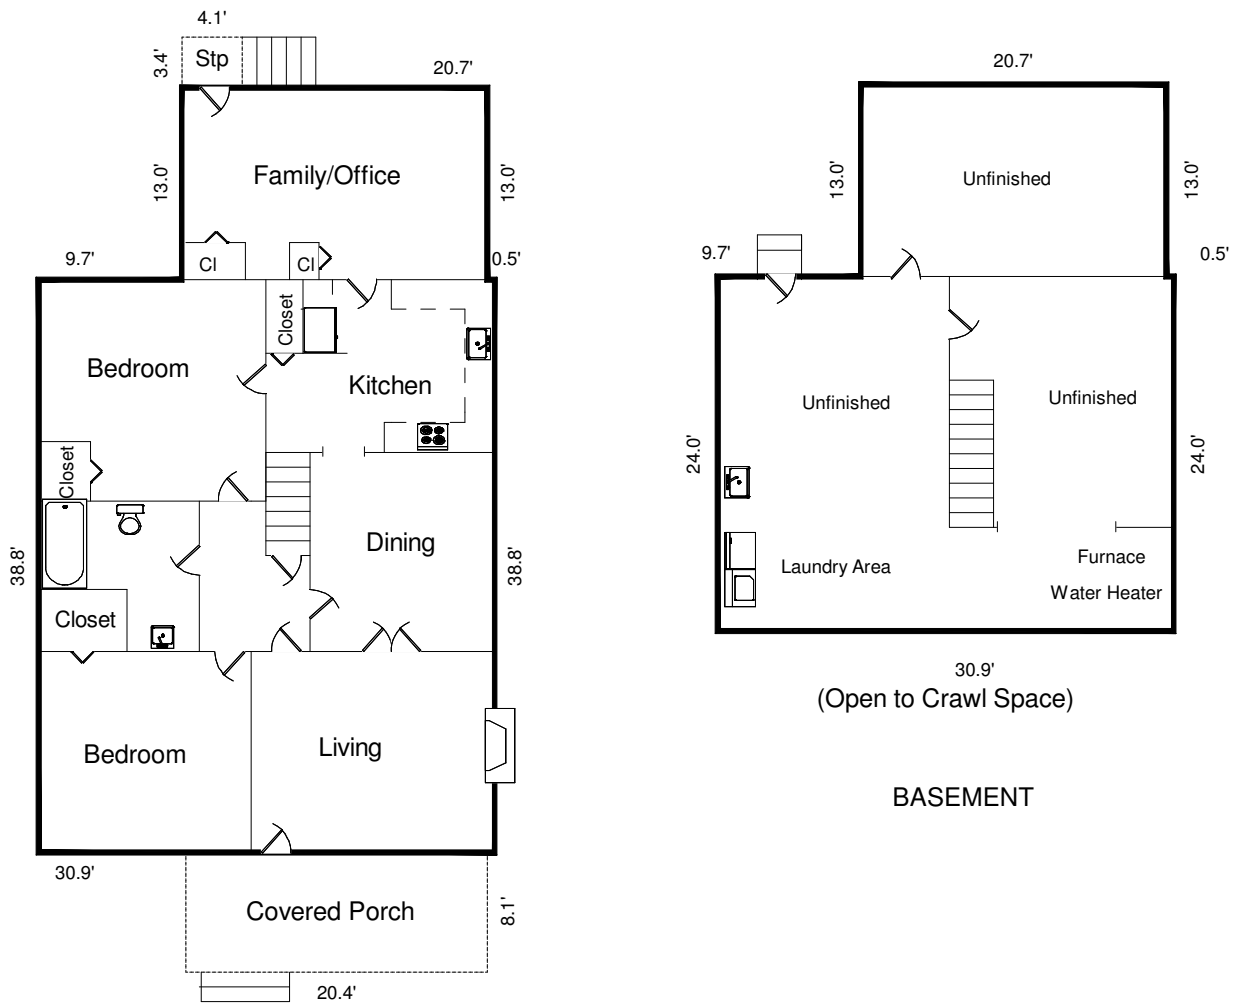 4.1'
3.4'
Stp
20.7'
13.0'
Family/Office
13.0'
9.7'
Cl
Cl
0.5'
Closet
Bedroom
Kitchen
Closet
Dining
38.8'
38.8'
Closet
Bedroom
Living
30.9'
Covered Porch
8.1'
20.4'
20.7'
13.0'
Unfinished
13.0'
9.7'
0.5'
Unfinished
Unfinished
24.0'
24.0'
Laundry Area
Furnace
Water Heater
30.9'
(Open to Crawl Space)
BASEMENT